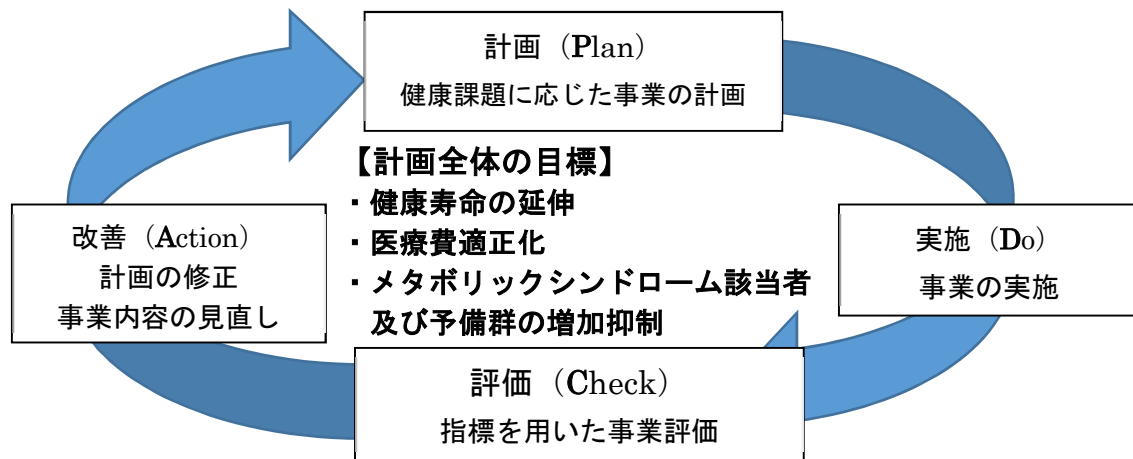 計画（Plan）
健康課題に応じた事業の計画
【計画全体の目標】
・健康寿命の延伸
・医療費適正化
・メタボリックシンドローム該当者
及び予備群の増加抑制
改善（Action）
計画の修正
事業内容の見直し
実施（Do）
事業の実施
評価（Check）
指標を用いた事業評価